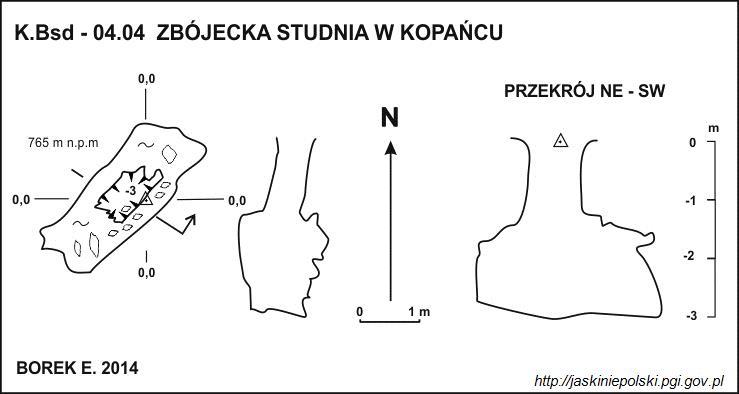 K.Bsd - 04.04 ZBÓJECKA STUDNIA W KOPAŃCU
0,0
PRZEKRÓJ NE - SW
N
765 m n.p.m
m
0
-3
0,0
0,0
-1
-2
0,0
0 1 m
-3
BOREK E. 2014
http://jaskiniepolski.pgi.gov.pl